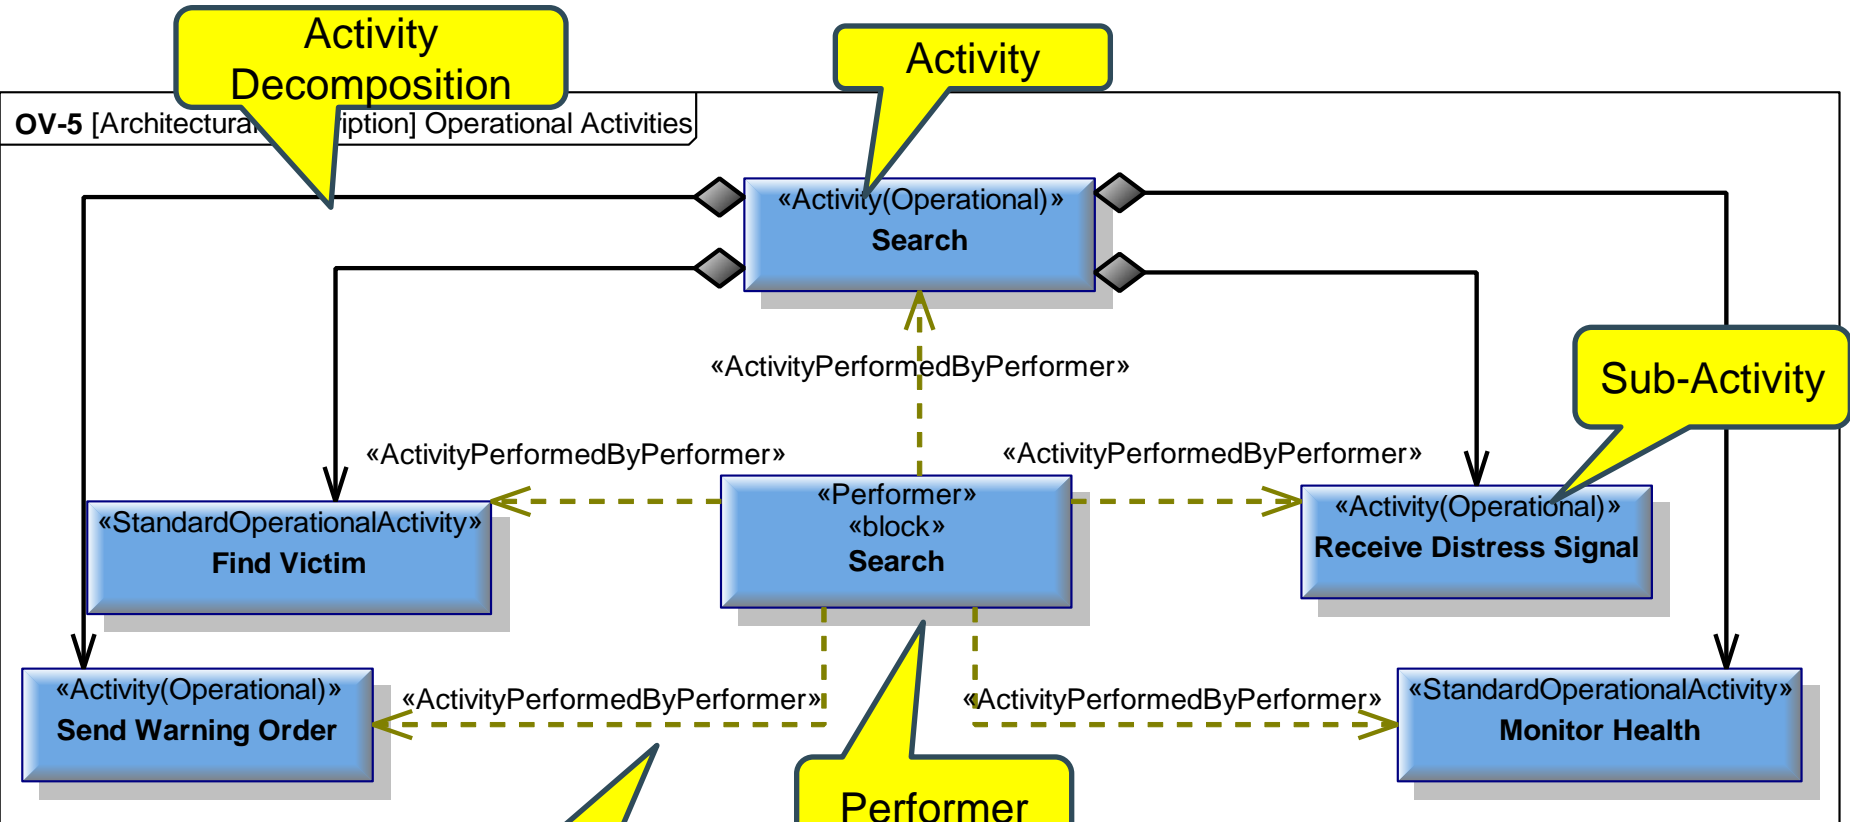 Activity
Decomposition
Activity
OV-5 [Architectural ription] Operational Activities
«Activity(Operational)»
Search
«ActivityPerformedByPerformer»
Sub-Activity
«ActivityPerformedByPerformer»
«ActivityPerformedByPerformer»
«StandardOperationalActivity»
Find Victim
«Performer»
«block»
Search
«Activity(Operational)»
Receive Distress Signal
«Activity(Operational)»
Send Warning Order
«ActivityPerformedByPerformer»
«ActivityPerformedByPerformer»
«StandardOperationalActivity»
Monitor Health
Performer